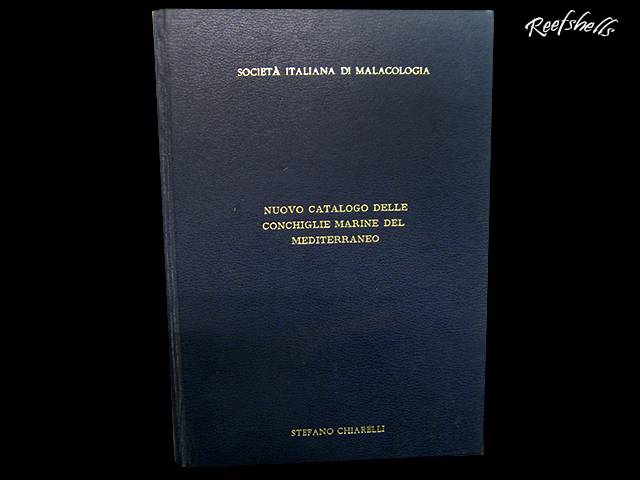 Reefshells
SOCIETÀ ITALIANA DI MALACOLOGIA
NUOVO CATALOGO DELLE
CONCHIGLIE MARINE DEL
MEDITERRANEO
STEFANO CHIARELLI